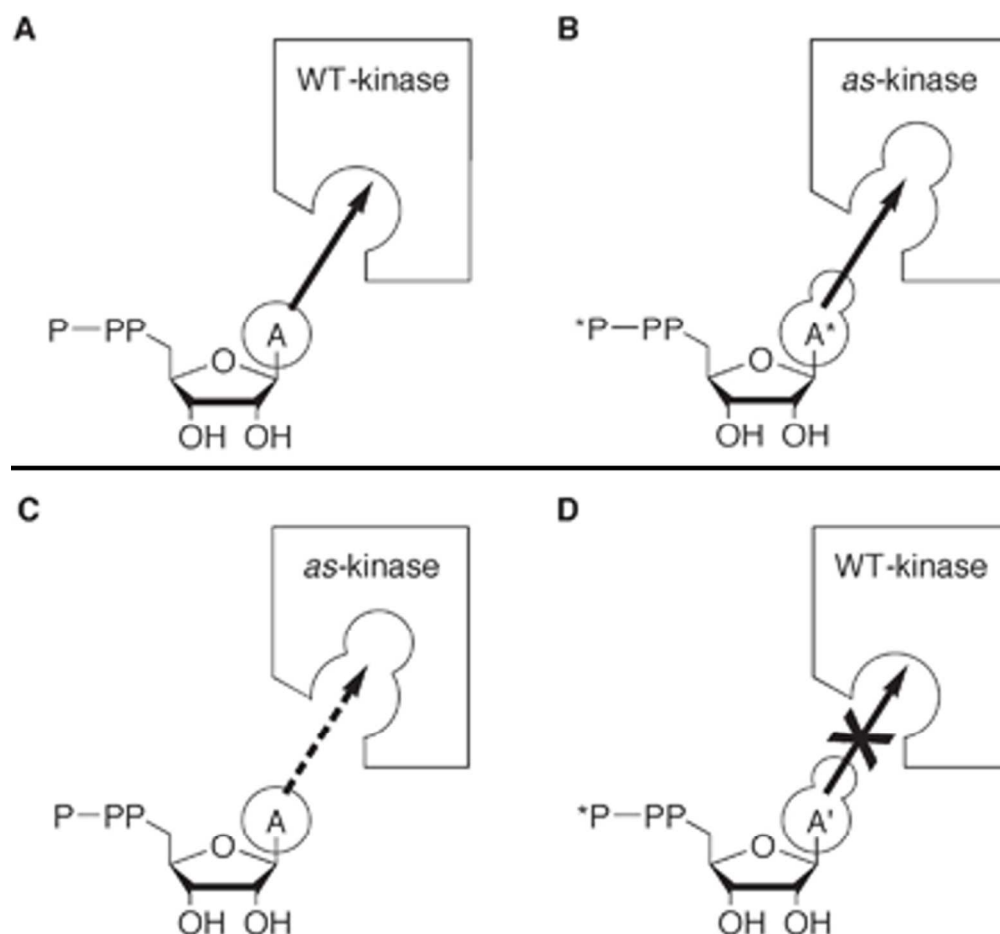 A
WT-kinase
A
P—PP
O
OH OH
B
as-kinase
A*
*P—PP
O
OH OH
C
as-kinase
A
P—PP
O
OH OH
D
WT-kinase
A'
*P—PP
O
OH OH